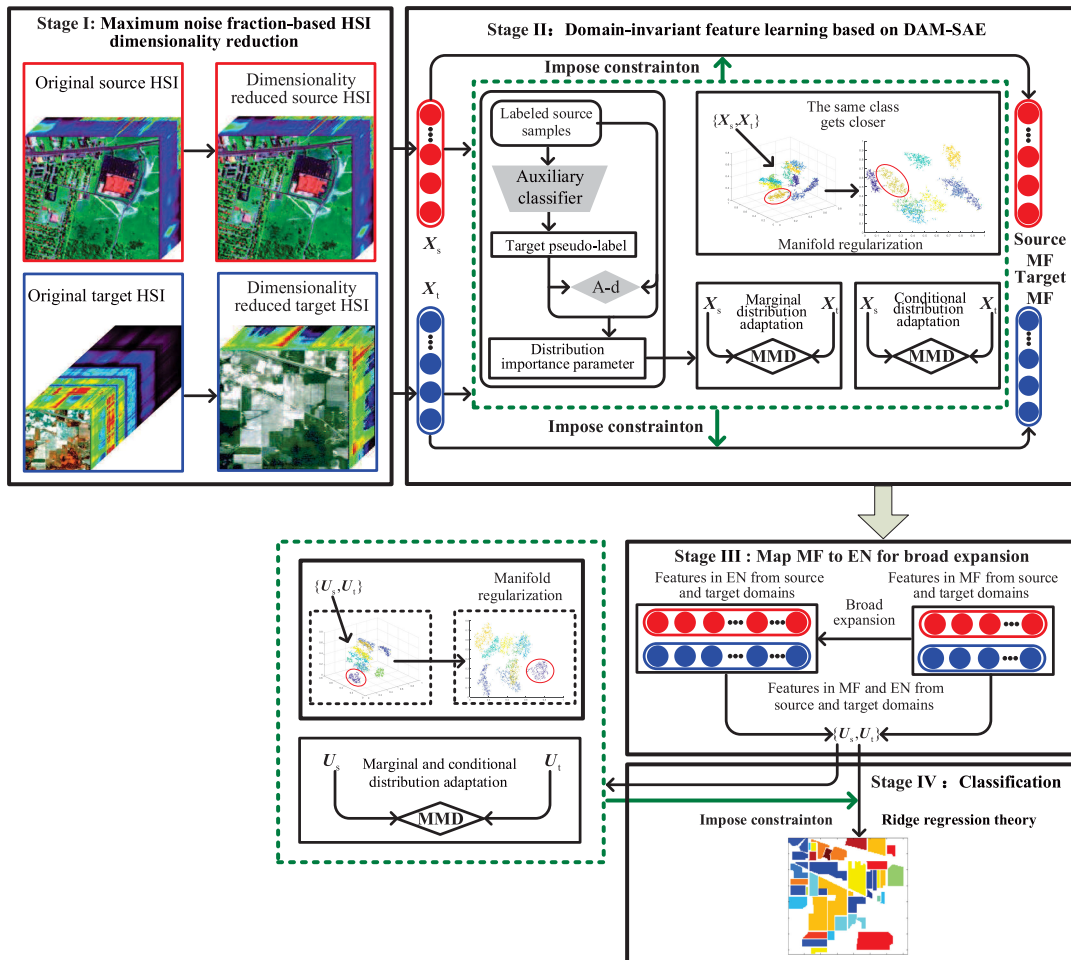 Stage I: Maximum noise fraction-based HSI
dimensionality reduction
Original source HSI
Dimensionality
reduced source HSI
Original target HSI
Dimensionality
reduced target HSI
X_s
X_t
Stage II：Domain-invariant feature learning based on DAM-SAE
Impose constrainton
Labeled source
samples
Auxiliary
classifier
Target pseudo-label
A-d
Distribution
importance parameter
The same class
gets closer
{X_s,X_t}
Manifold regularization
X_s
Marginal
distribution
adaptation
X_t
MMD
X_s
Conditional
distribution
adaptation
X_t
MMD
Impose constrainton
Source
MF
Target
MF
Stage III : Map MF to EN for broad expansion
Features in EN from source
and target domains
Features in MF from source
and target domains
Broad
expansion
Features in MF and EN from
source and target domains
{U_s,U_t}
{U_s,U_t}
Manifold
regularization
U_s
Marginal and conditional
distribution adaptation
U_t
MMD
Stage IV： Classification
Impose constrainton
Ridge regression theory